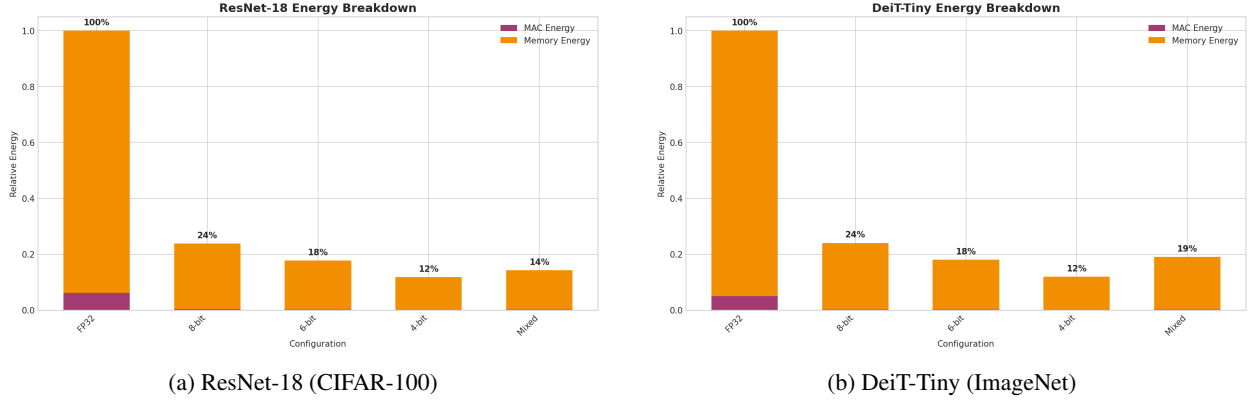 ResNet-18 Energy Breakdown
MAC Energy
Memory Energy
100%
24%
18%
12%
14%
Relative Energy
1.0
0.8
0.6
0.4
0.2
0.0
FP32
8-bit
6-bit
4-bit
Mixed
Configuration
(a) ResNet-18 (CIFAR-100)
DeiT-Tiny Energy Breakdown
MAC Energy
Memory Energy
100%
24%
18%
12%
19%
Relative Energy
1.0
0.8
0.6
0.4
0.2
0.0
FP32
8-bit
6-bit
4-bit
Mixed
Configuration
(b) DeiT-Tiny (ImageNet)